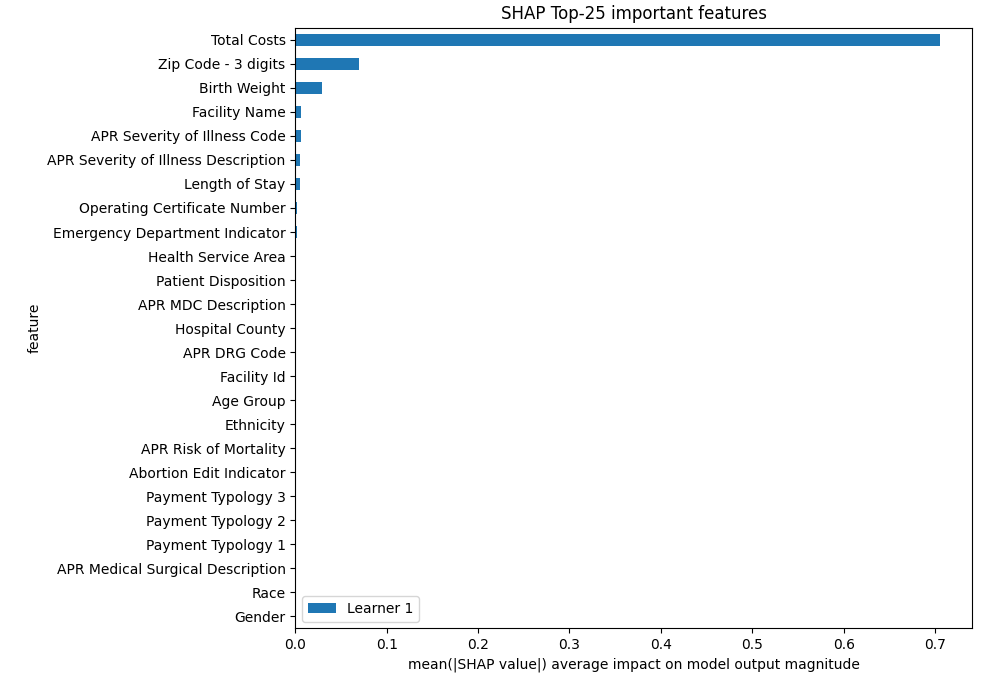 SHAP Top-25 important features
Total Costs
Zip Code - 3 digits
Birth Weight
Facility Name
APR Severity of Illness Code
APR Severity of Illness Description
Length of Stay
Operating Certificate Number
Emergency Department Indicator
Health Service Area
Patient Disposition
APR MDC Description
Hospital County
APR DRG Code
Facility Id
Age Group
Ethnicity
APR Risk of Mortality
Abortion Edit Indicator
Payment Typology 3
Payment Typology 2
Payment Typology 1
APR Medical Surgical Description
Race
Gender
feature
Learner 1
0.0 0.1 0.2 0.3 0.4 0.5 0.6 0.7
mean(|SHAP value|) average impact on model output magnitude